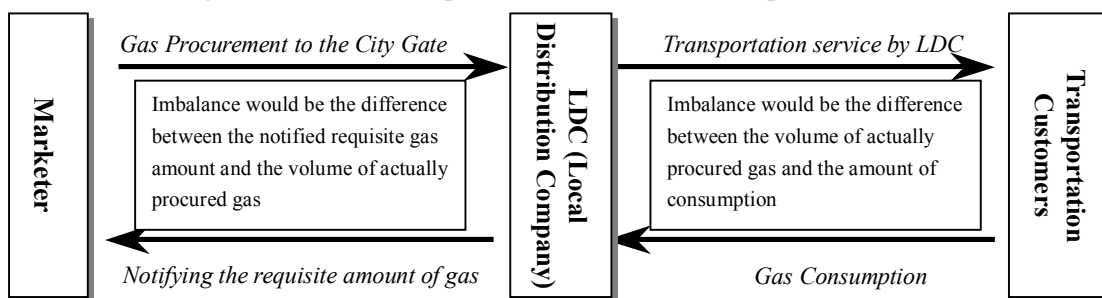 Gas Procurement to the City Gate
Transportation service by LDC
Marketer
Imbalance would be the difference
between the notified requisite gas
amount and the volume of actually
procured gas
LDC (Local
Distribution Company)
Imbalance would be the difference
between the volume of actually
procured gas and the amount of
consumption
Transportation
Customers
Notifying the requisite amount of gas
Gas Consumption